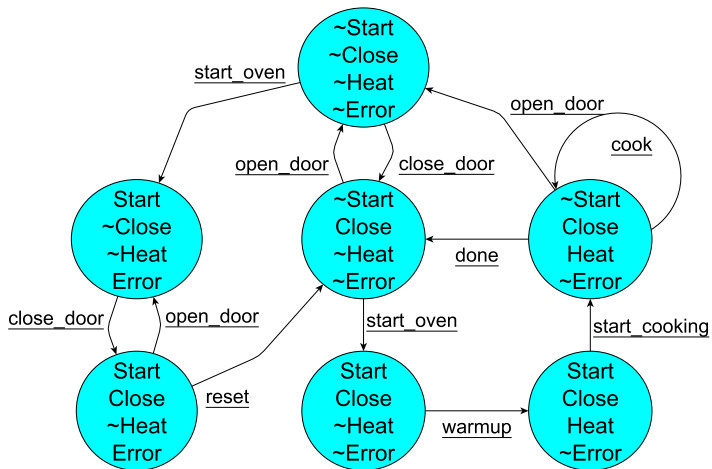 ~Start
~Close
~Heat
~Error
start_oven
open_door
cook
open_door
close_door
Start
~Close
~Heat
Error
~Start
Close
~Heat
~Error
~Start
Close
Heat
~Error
done
close_door
open_door
start_oven
start_cooking
Start
Close
~Heat
Error
reset
Start
Close
~Heat
~Error
warmup
Start
Close
Heat
~Error